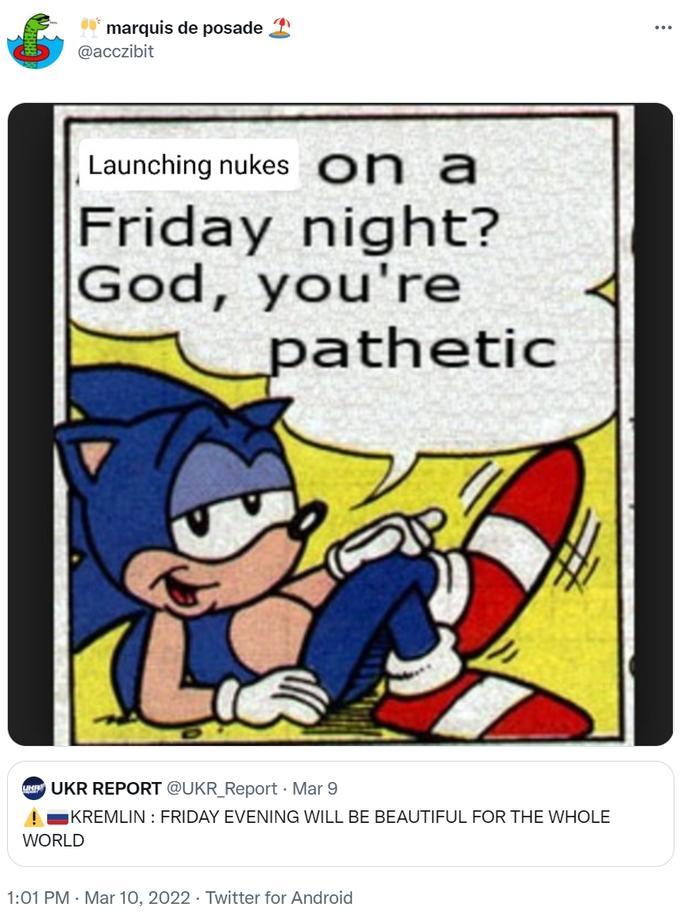 🥂 marquis de posade 🏖️
@acczibit
Launching nukes on a
Friday night?
God, you're
pathetic
UKR REPORT @UKR_Report · Mar 9
⚠️🇷🇺KREMLIN : FRIDAY EVENING WILL BE BEAUTIFUL FOR THE WHOLE
WORLD
1:01 PM · Mar 10, 2022 · Twitter for Android